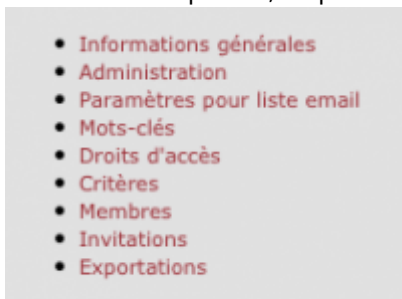 Informations générales
Administration
Paramètres pour liste email
Mots-clés
Droits d'accès
Critères
Membres
Invitations
Exportations